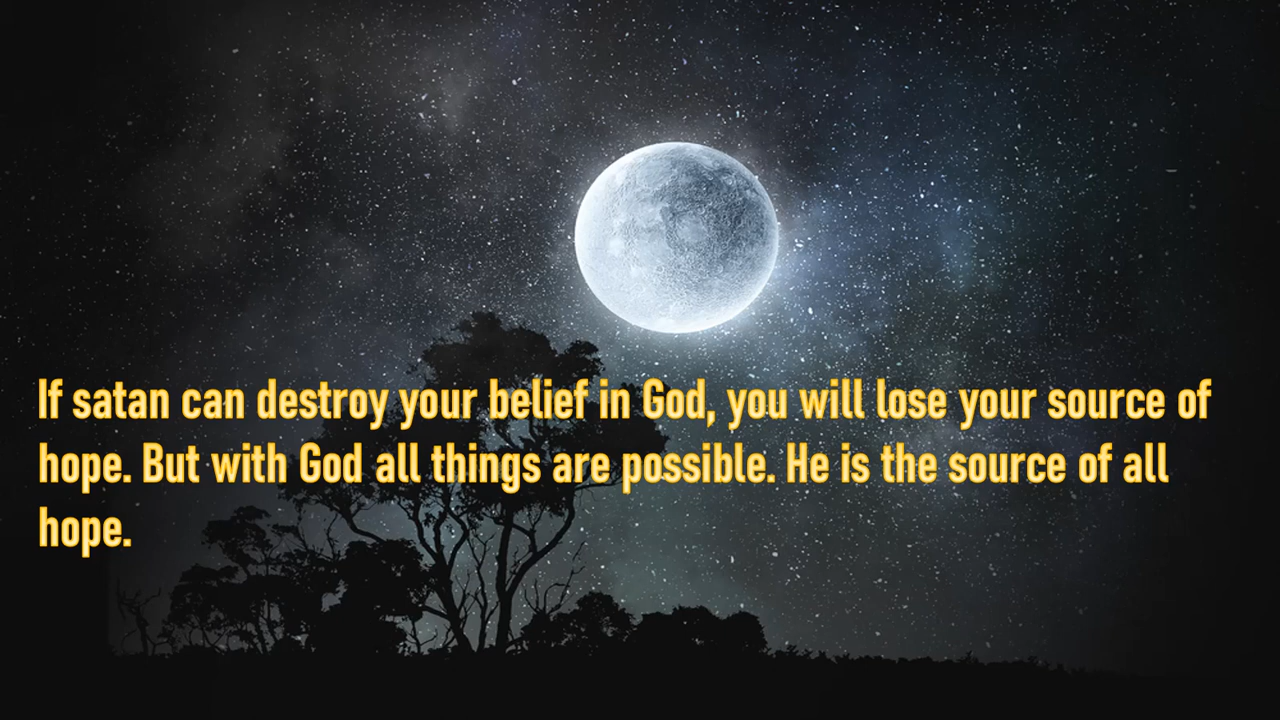 If satan can destroy your belief in God, you will lose your source of
hope. But with God all things are possible. He is the source of all
hope.